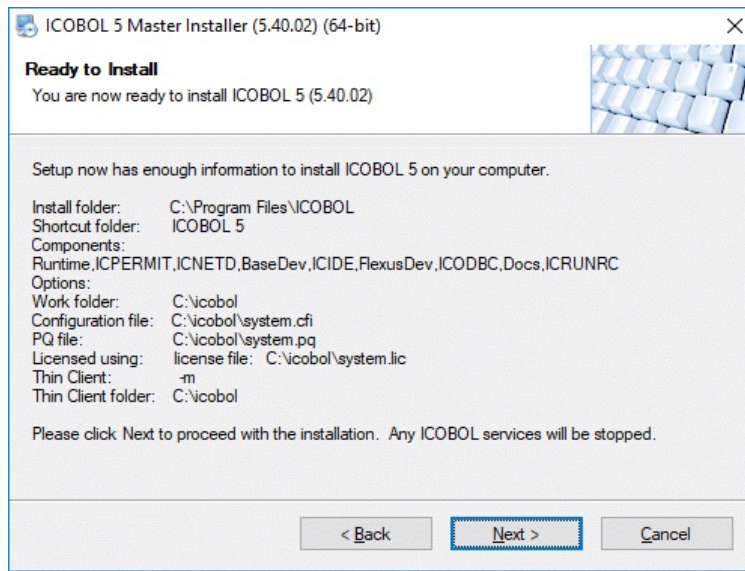 ICOBOL 5 Master Installer (5.40.02) (64-bit)
Ready to Install
You are now ready to install ICOBOL 5 (5.40.02)
Setup now has enough information to install ICOBOL 5 on your computer.
Install folder: C:\Program Files\ICOBOL
Shortcut folder: ICOBOL 5
Components:
Runtime,ICPERMIT,ICNETD,BaseDev,ICIDE,FlexusDev,ICODBC,Docs,ICRUNRC
Options:
Work folder: C:\icobol
Configuration file: C:\icobol\system.cfi
PQ file: C:\icobol\system.pq
Licensed using: license file: C:\icobol\system.lic
Thin Client: -m
Thin Client folder: C:\icobol
Please click Next to proceed with the installation. Any ICOBOL services will be stopped.
< Back Next > Cancel